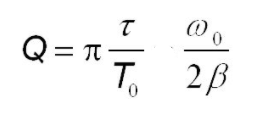 Q = π τ/T₀ ω₀/2β